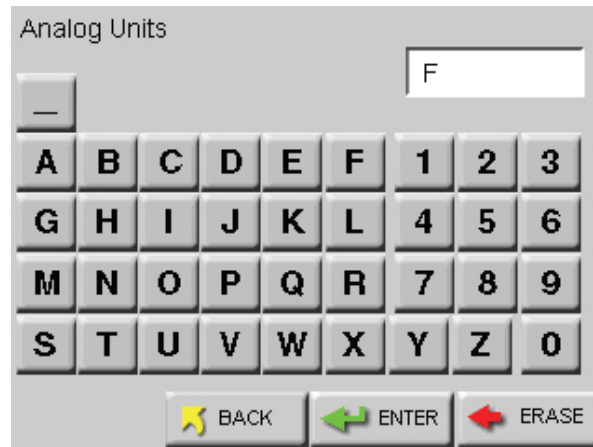 Analog Units
F
_
A B C D E F 1 2 3
G H I J K L 4 5 6
M N O P Q R 7 8 9
S T U V W X Y Z 0
BACK ENTER ERASE